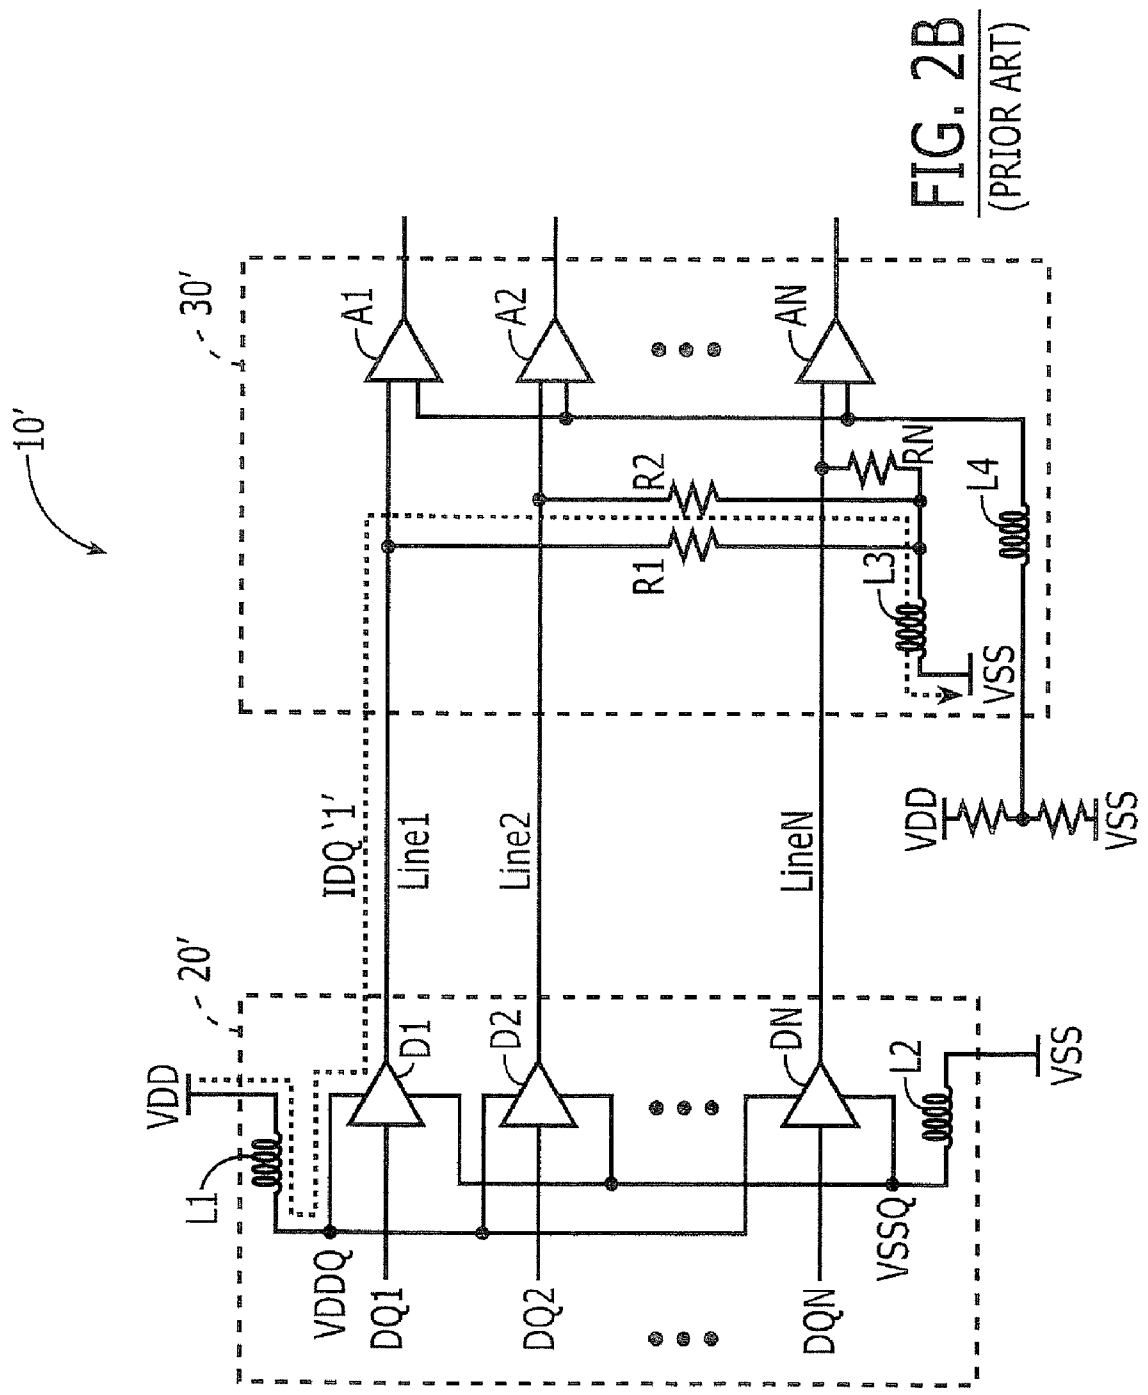 10'
20'
30'
VDD
L1
VDDQ
IDQ '1'
DQ1
D1
Line1
A1
DQ2
D2
Line2
A2
R1
R2
DQN
DN
LineN
AN
RN
VSSQ
L2
VSS
L3
VSS
L4
VDD
VSS
FIG. 2B
(PRIOR ART)